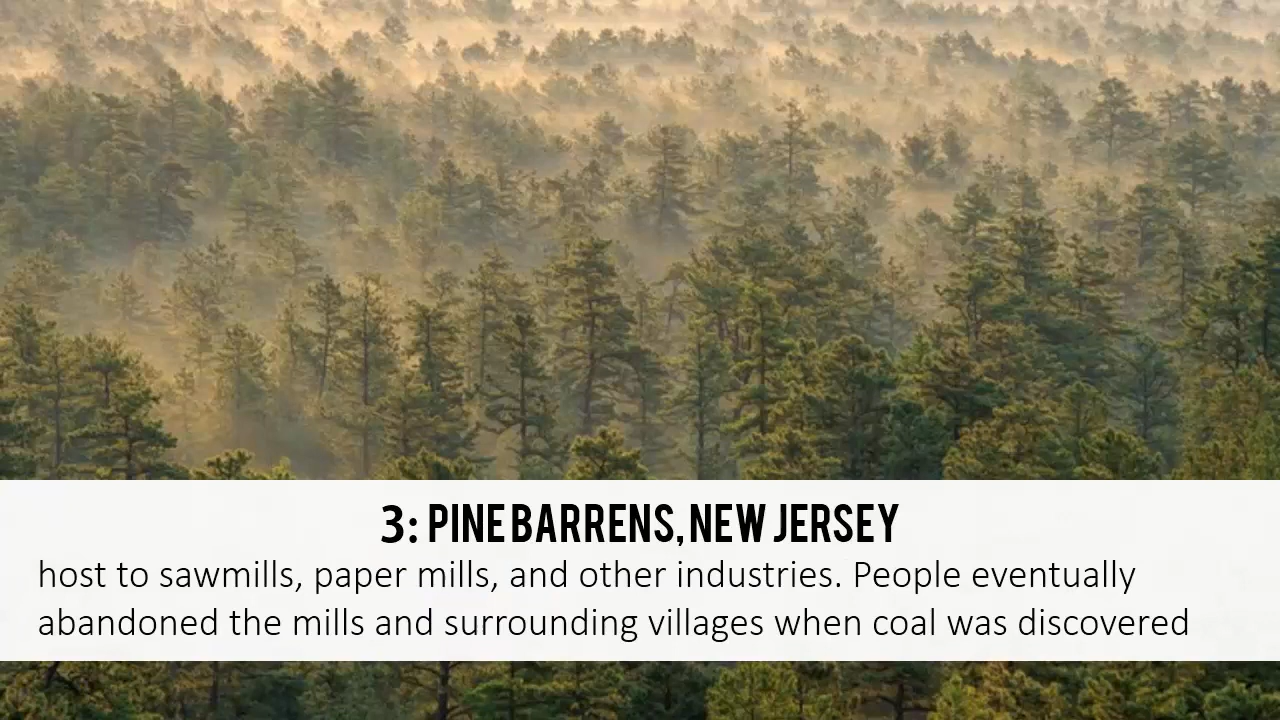 3: PINE BARRENS, NEW JERSEY
host to sawmills, paper mills, and other industries. People eventually
abandoned the mills and surrounding villages when coal was discovered